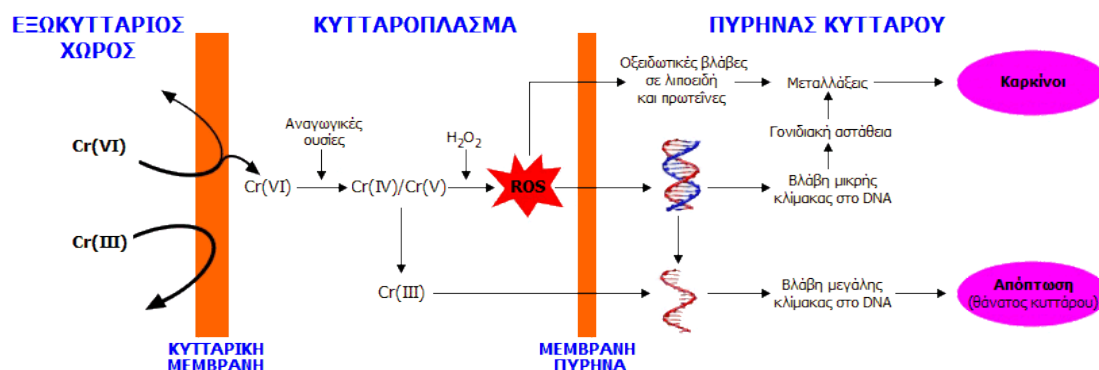 ΕΞΩΚΥΤΤΑΡΙΟΣ
ΧΩΡΟΣ
ΚΥΤΤΑΡΟΠΛΑΣΜΑ
ΠΥΡΗΝΑΣ ΚΥΤΤΑΡΟΥ
Οξειδωτικές βλάβες
σε λιποειδή
και πρωτεΐνες
Μεταλλάξεις
Καρκίνοι
Αναγωγικές
ουσίες
H₂O₂
Γονιδιακή αστάθεια
Cr(VI)
Cr(VI)
Cr(IV)/Cr(V)
ROS
Βλάβη μικρής
κλίμακας στο DNA
Cr(III)
Cr(III)
Βλάβη μεγάλης
κλίμακας στο DNA
Απόπτωση
(θάνατος κυττάρου)
ΚΥΤΤΑΡΙΚΗ
ΜΕΜΒΡΑΝΗ
ΜΕΜΒΡΑΝΗ
ΠΥΡΗΝΑ